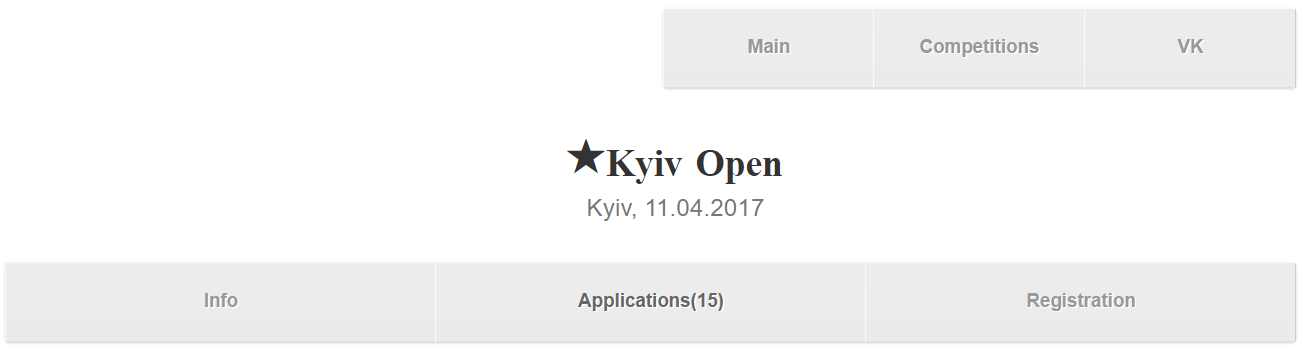 Main Competitions VK
★Kyiv Open
Kyiv, 11.04.2017
Info Applications(15) Registration